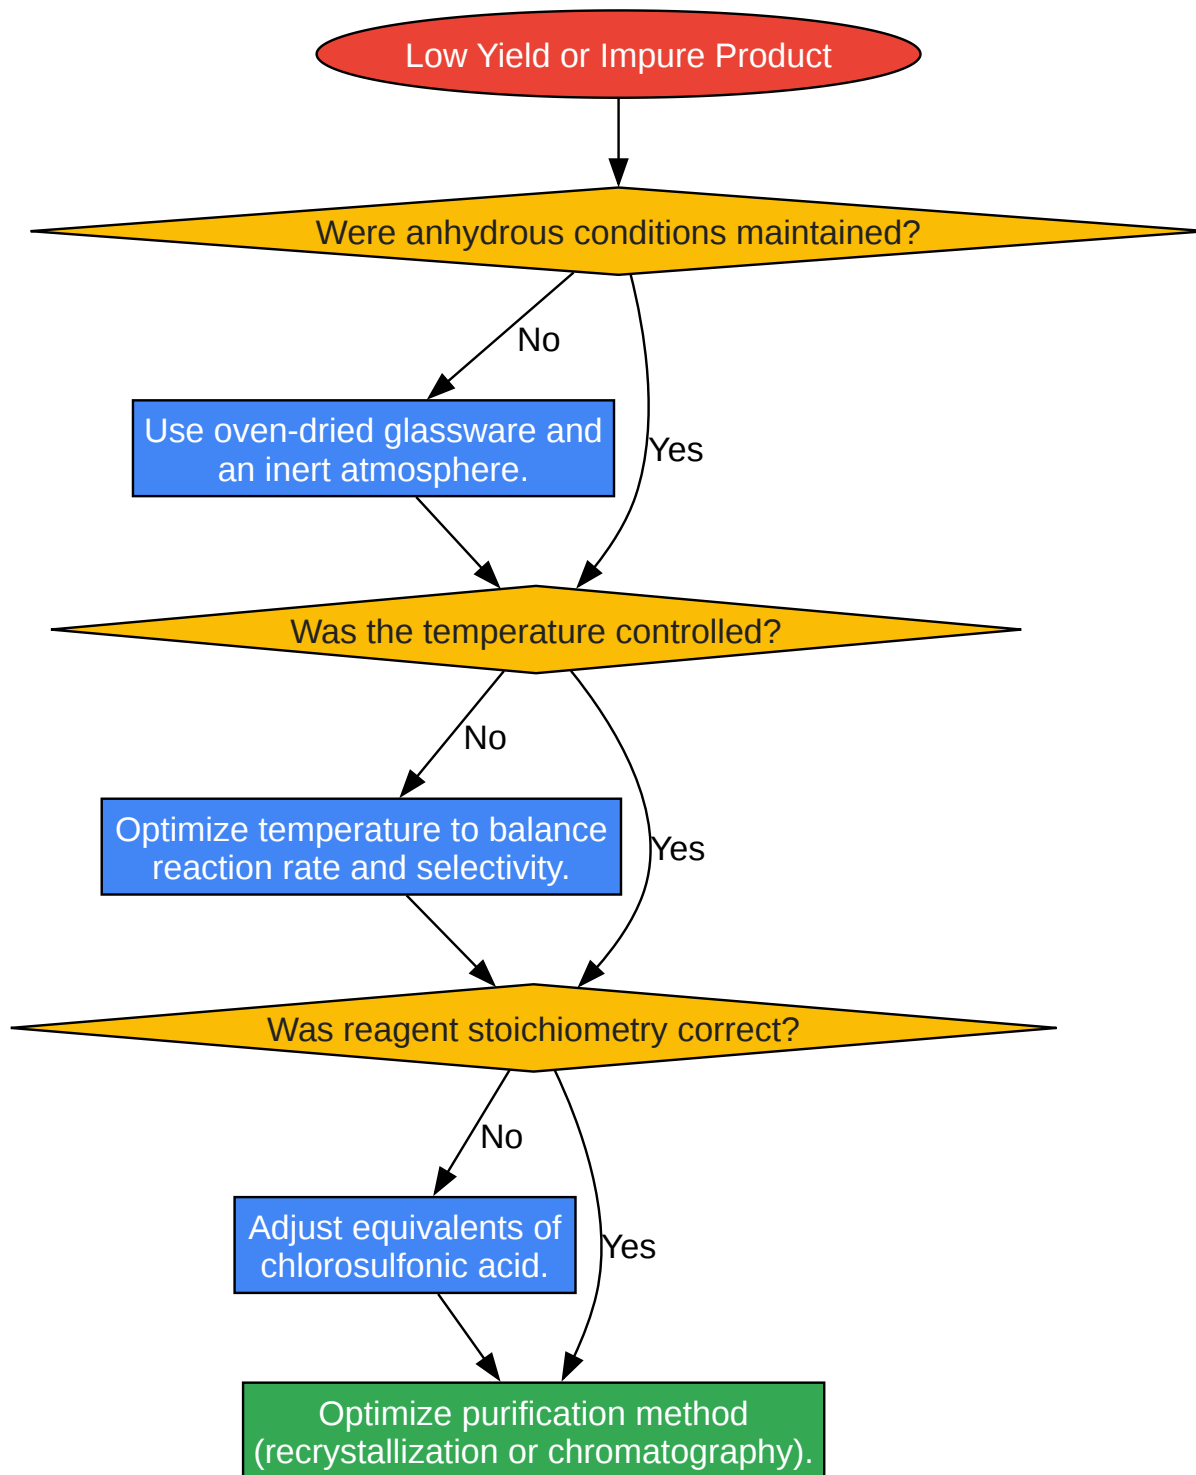 Low Yield or Impure Product
Were anhydrous conditions maintained?
No
Use oven-dried glassware and
an inert atmosphere.
Yes
Was the temperature controlled?
No
Optimize temperature to balance
reaction rate and selectivity.
Yes
Was reagent stoichiometry correct?
No
Adjust equivalents of
chlorosulfonic acid.
Yes
Optimize purification method
(recrystallization or chromatography).